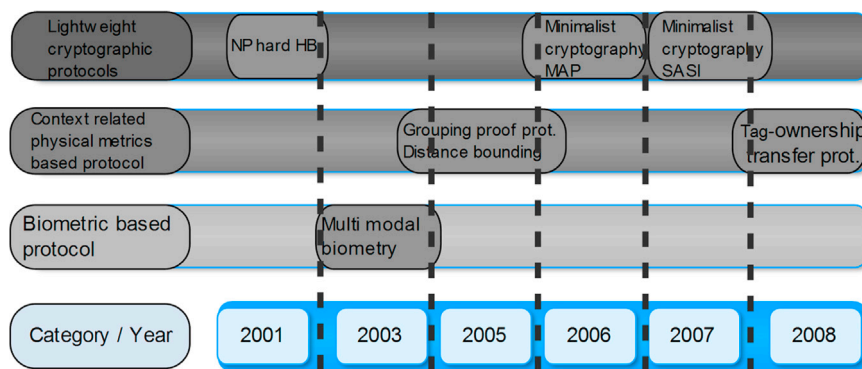 Lightweight
cryptographic
protocols
NP hard HB
Minimalist
cryptography
MAP
Minimalist
cryptography
SASI
Context related
physical metrics
based protocol
Grouping proof prot.
Distance bounding
Tag-ownership
transfer prot.
Biometric based
protocol
Multi modal
biometry
Category / Year
2001
2003
2005
2006
2007
2008